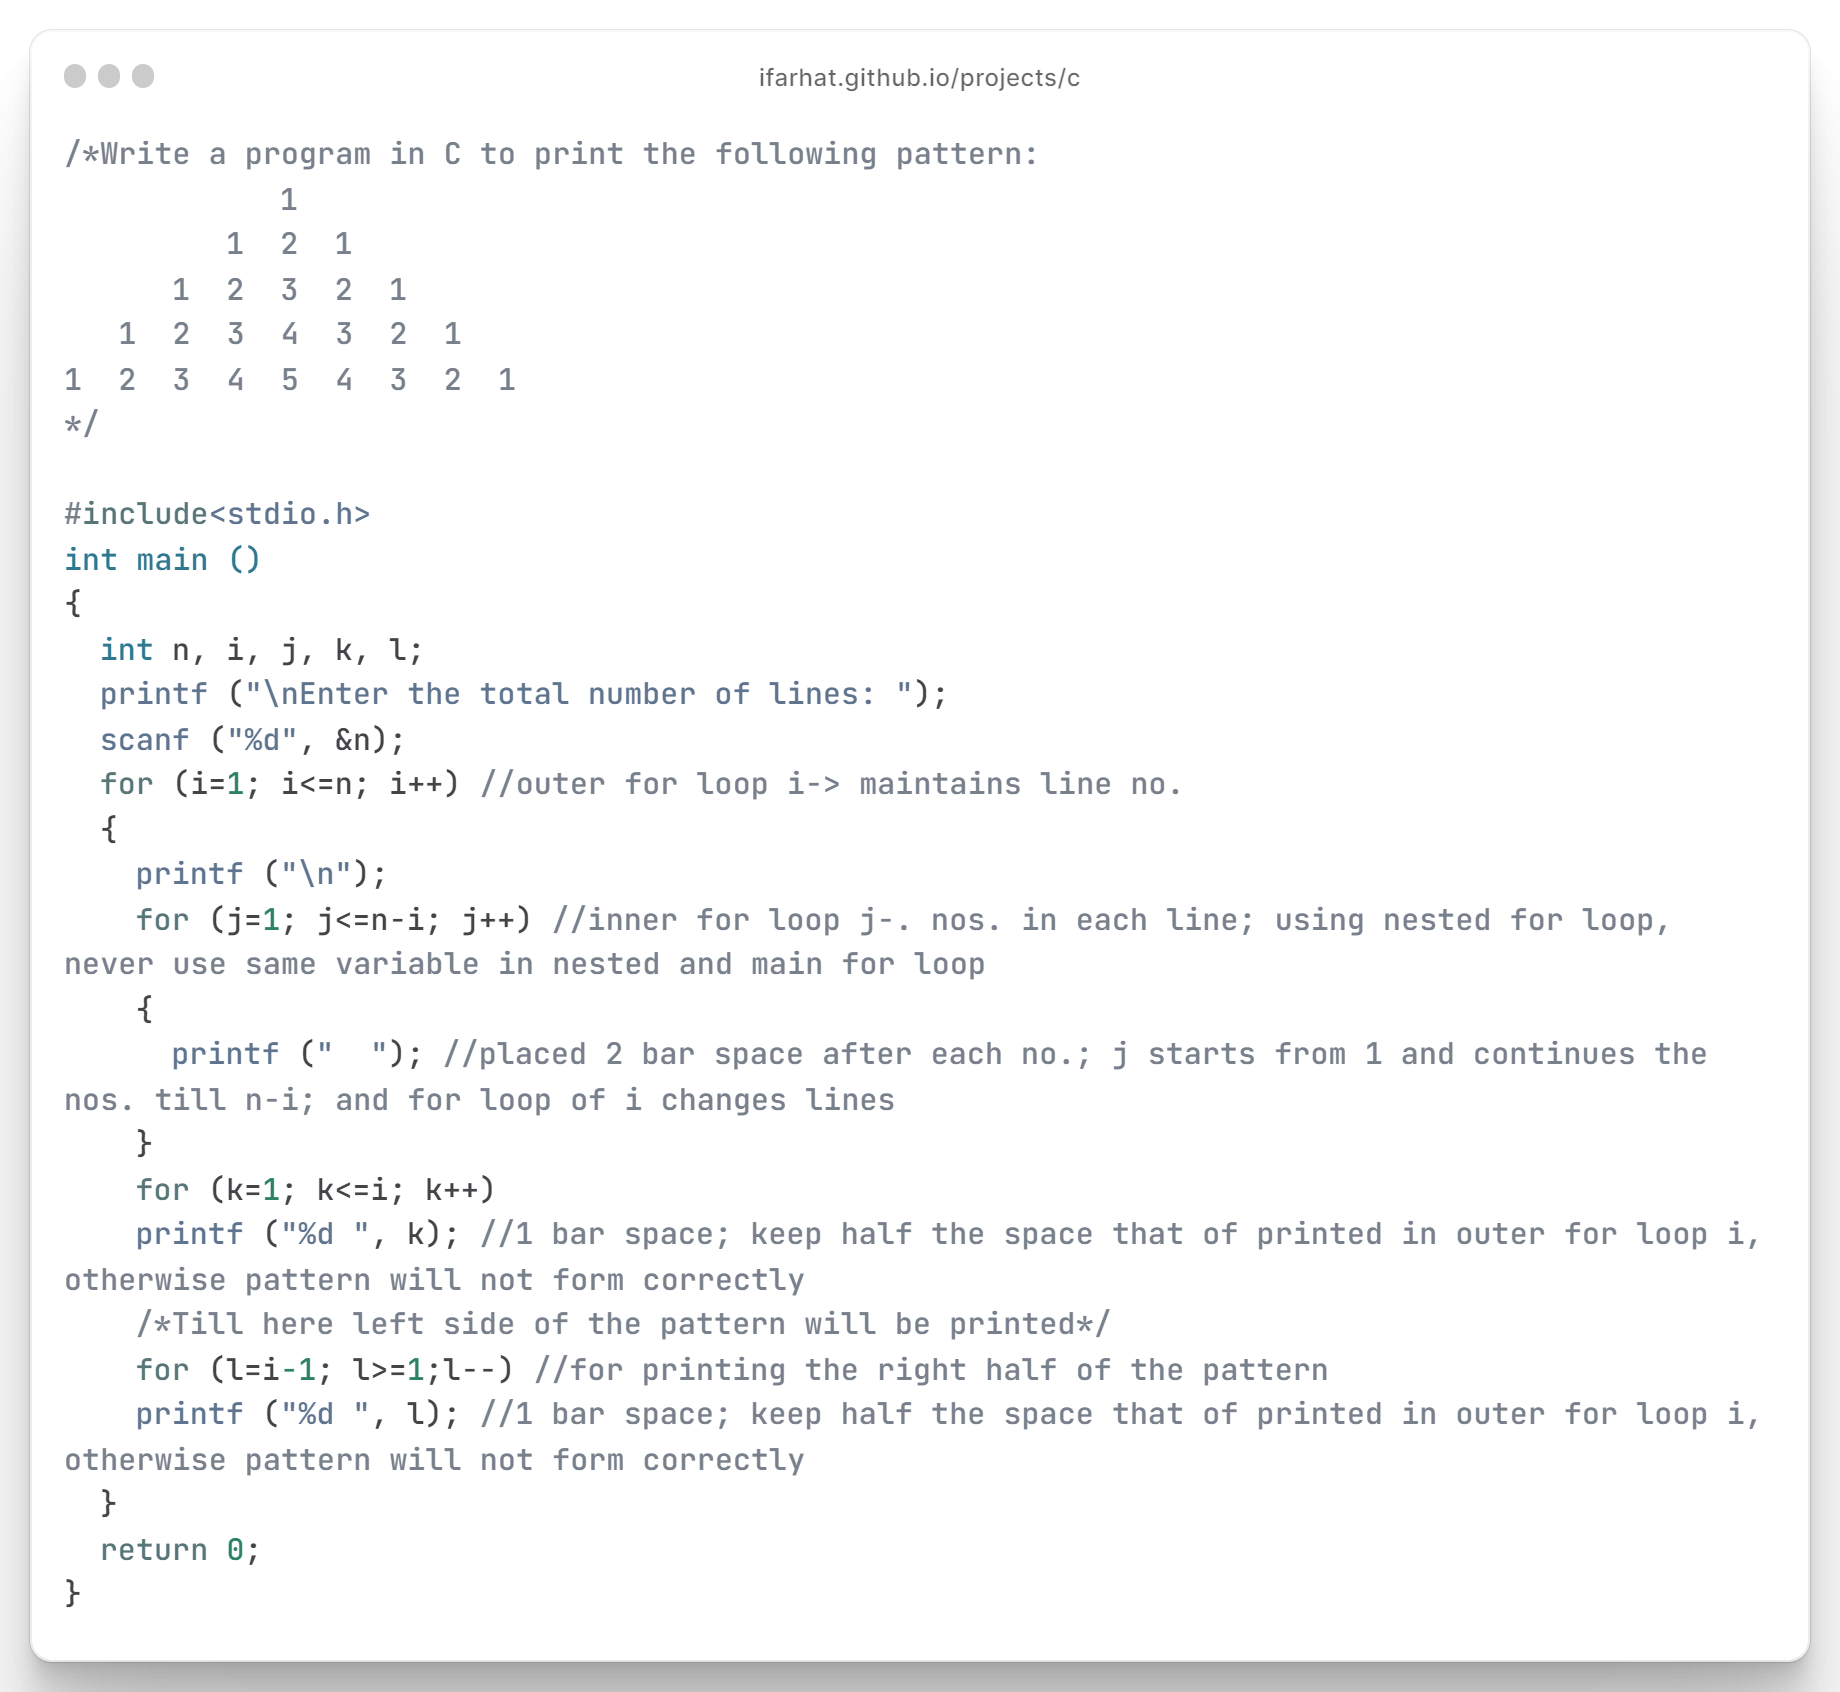 ifarhat.github.io/projects/c
/*Write a program in C to print the following pattern:
            1
         1  2  1
      1  2  3  2  1
   1  2  3  4  3  2  1
1  2  3  4  5  4  3  2  1
*/

#include<stdio.h>
int main ()
{
  int n, i, j, k, l;
  printf ("\nEnter the total number of lines: ");
  scanf ("%d", &n);
  for (i=1; i<=n; i++) //outer for loop i-> maintains line no.
  {
    printf ("\n");
    for (j=1; j<=n-i; j++) //inner for loop j-. nos. in each line; using nested for loop,
never use same variable in nested and main for loop
    {
      printf ("  "); //placed 2 bar space after each no.; j starts from 1 and continues the
nos. till n-i; and for loop of i changes lines
    }
    for (k=1; k<=i; k++)
    printf ("%d ", k); //1 bar space; keep half the space that of printed in outer for loop i,
otherwise pattern will not form correctly
    /*Till here left side of the pattern will be printed*/
    for (l=i-1; l>=1;l--) //for printing the right half of the pattern
    printf ("%d ", l); //1 bar space; keep half the space that of printed in outer for loop i,
otherwise pattern will not form correctly
  }
  return 0;
}